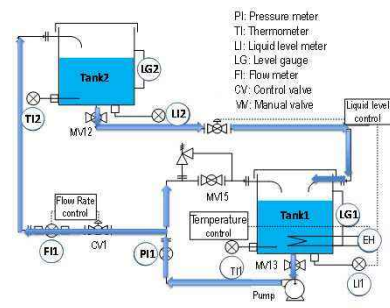 PI: Pressure meter
TI: Thermometer
LI: Liquid level meter
LG: Level gauge
FI: Flow meter
CV: Control valve
VM: Manual valve
Tank2
LG2
TI2
LI2
MV12
Liquid level
control
MV15
Flow Rate
control
Temperature
control
Tank1
LG1
EH
FI1
CV1
PI1
TI1
MV13
LI1
Pump